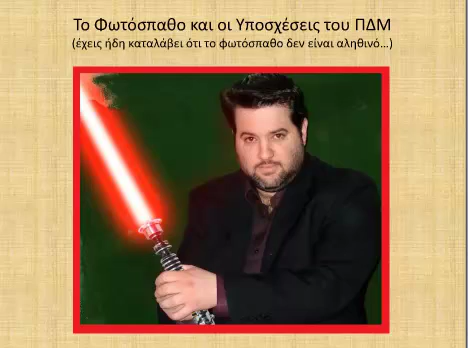 Το Φωτόσπαθο και οι Υποσχέσεις του ΠΔΜ
(έχεις ήδη καταλάβει ότι το φωτόσπαθο δεν είναι αληθινό...)